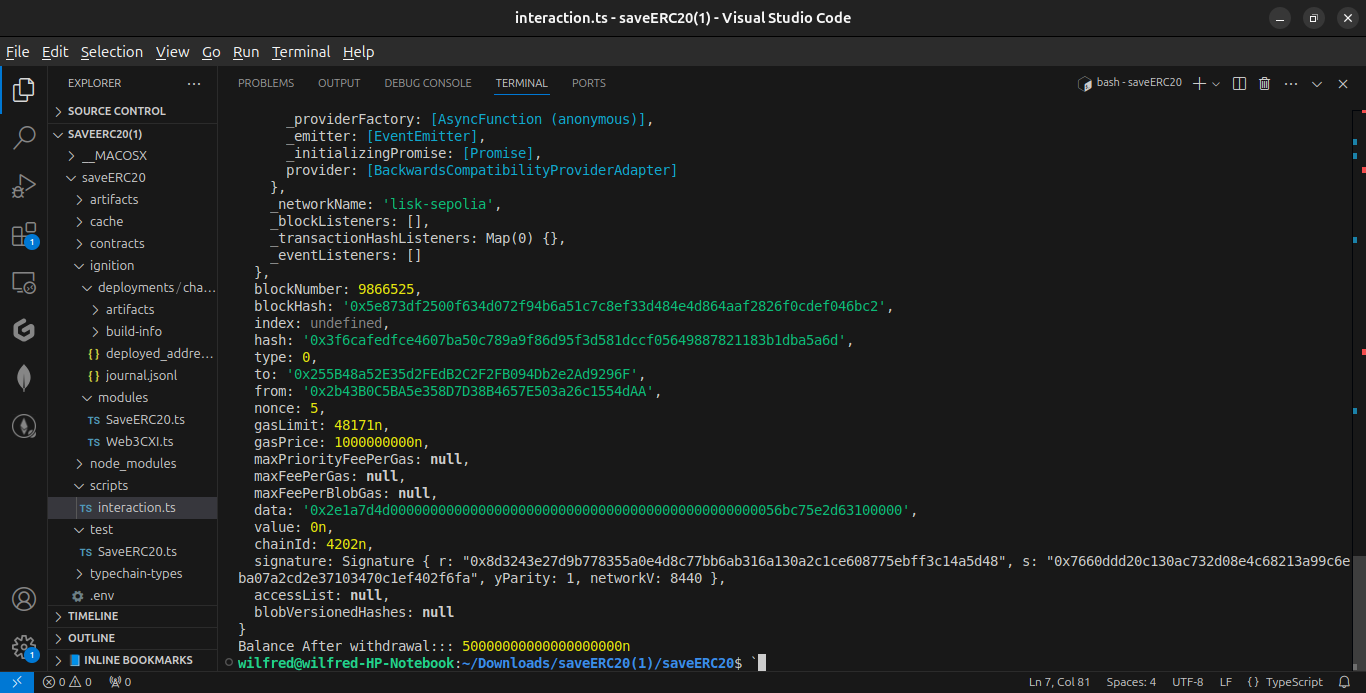 interaction.ts - saveERC20(1) - Visual Studio Code
File Edit Selection View Go Run Terminal Help
EXPLORER
SOURCE CONTROL
SAVEERC20(1)
__MACOSX
saveERC20
artifacts
cache
contracts
ignition
deployments/cha...
artifacts
build-info
{} deployed_addre...
{} journal.jsonl
modules
TS SaveERC20.ts
TS Web3CXI.ts
node_modules
scripts
TS interaction.ts
test
TS SaveERC20.ts
typechain-types
.env
TIMELINE
OUTLINE
INLINE BOOKMARKS
1
1
PROBLEMS OUTPUT DEBUG CONSOLE TERMINAL PORTS
bash - saveERC20
_providerFactory: [AsyncFunction (anonymous)],
_emitter: [EventEmitter],
_initializingPromise: [Promise],
provider: [BackwardsCompatibilityProviderAdapter]
},
_networkName: 'lisk-sepolia',
_blockListeners: [],
_transactionHashListeners: Map(0) {},
_eventListeners: []
},
blockNumber: 9866525,
blockHash: '0x5e873df2500f634d072f94b6a51c7c8ef33d484e4d864aaf2826f0cdef046bc2',
index: undefined,
hash: '0x3f6cafedfce4607ba50c789a9f86d95f3d581dccf05649887821183b1dba5a6d',
type: 0,
to: '0x255B48a52E35d2FEdB2C2F2FB094Db2e2Ad9296F',
from: '0x2b43B0C5BA5e358D7D38B4657E503a26c1554dAA',
nonce: 5,
gasLimit: 48171n,
gasPrice: 1000000000n,
maxPriorityFeePerGas: null,
maxFeePerGas: null,
maxFeePerBlobGas: null,
data: '0x2e1a7d4d0000000000000000000000000000000000000000000000056bc75e2d63100000',
value: 0n,
chainId: 4202n,
signature: Signature { r: "0x8d3243e27d9b778355a0e4d8c77bb6ab316a130a2c1ce608775ebff3c14a5d48", s: "0x7660ddd20c130ac732d08e4c68213a99c6e
ba07a2cd2e37103470c1ef402f6fa", yParity: 1, networkV: 8440 },
accessList: null,
blobVersionedHashes: null
}
Balance After withdrawal::: 50000000000000000000n
wilfred@wilfred-HP-Notebook:~/Downloads/saveERC20(1)/saveERC20$ `
0 0 0 Ln 7, Col 81 Spaces: 4 UTF-8 LF {} TypeScript